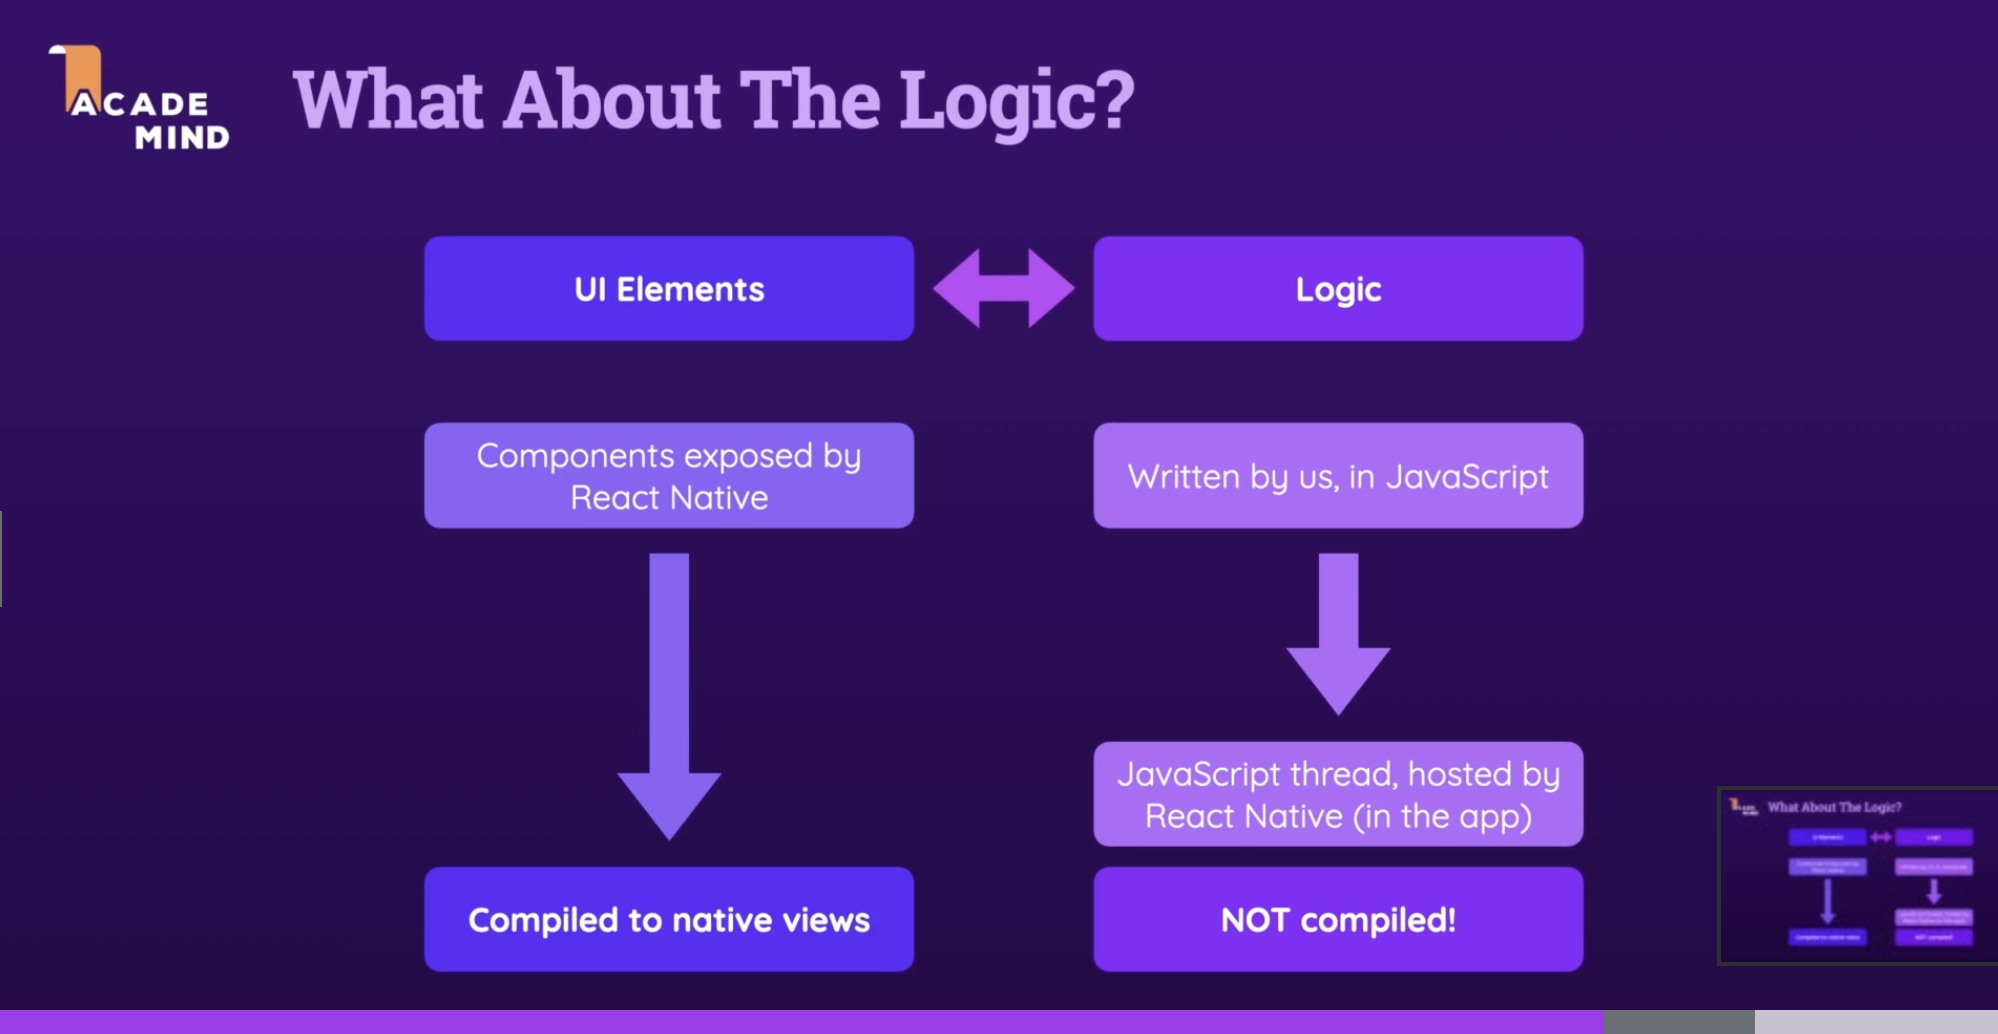 ACADE
MIND
What About The Logic?
UI Elements
Logic
Components exposed by
React Native
Written by us, in JavaScript
JavaScript thread, hosted by
React Native (in the app)
Compiled to native views
NOT compiled!
What About The Logic?